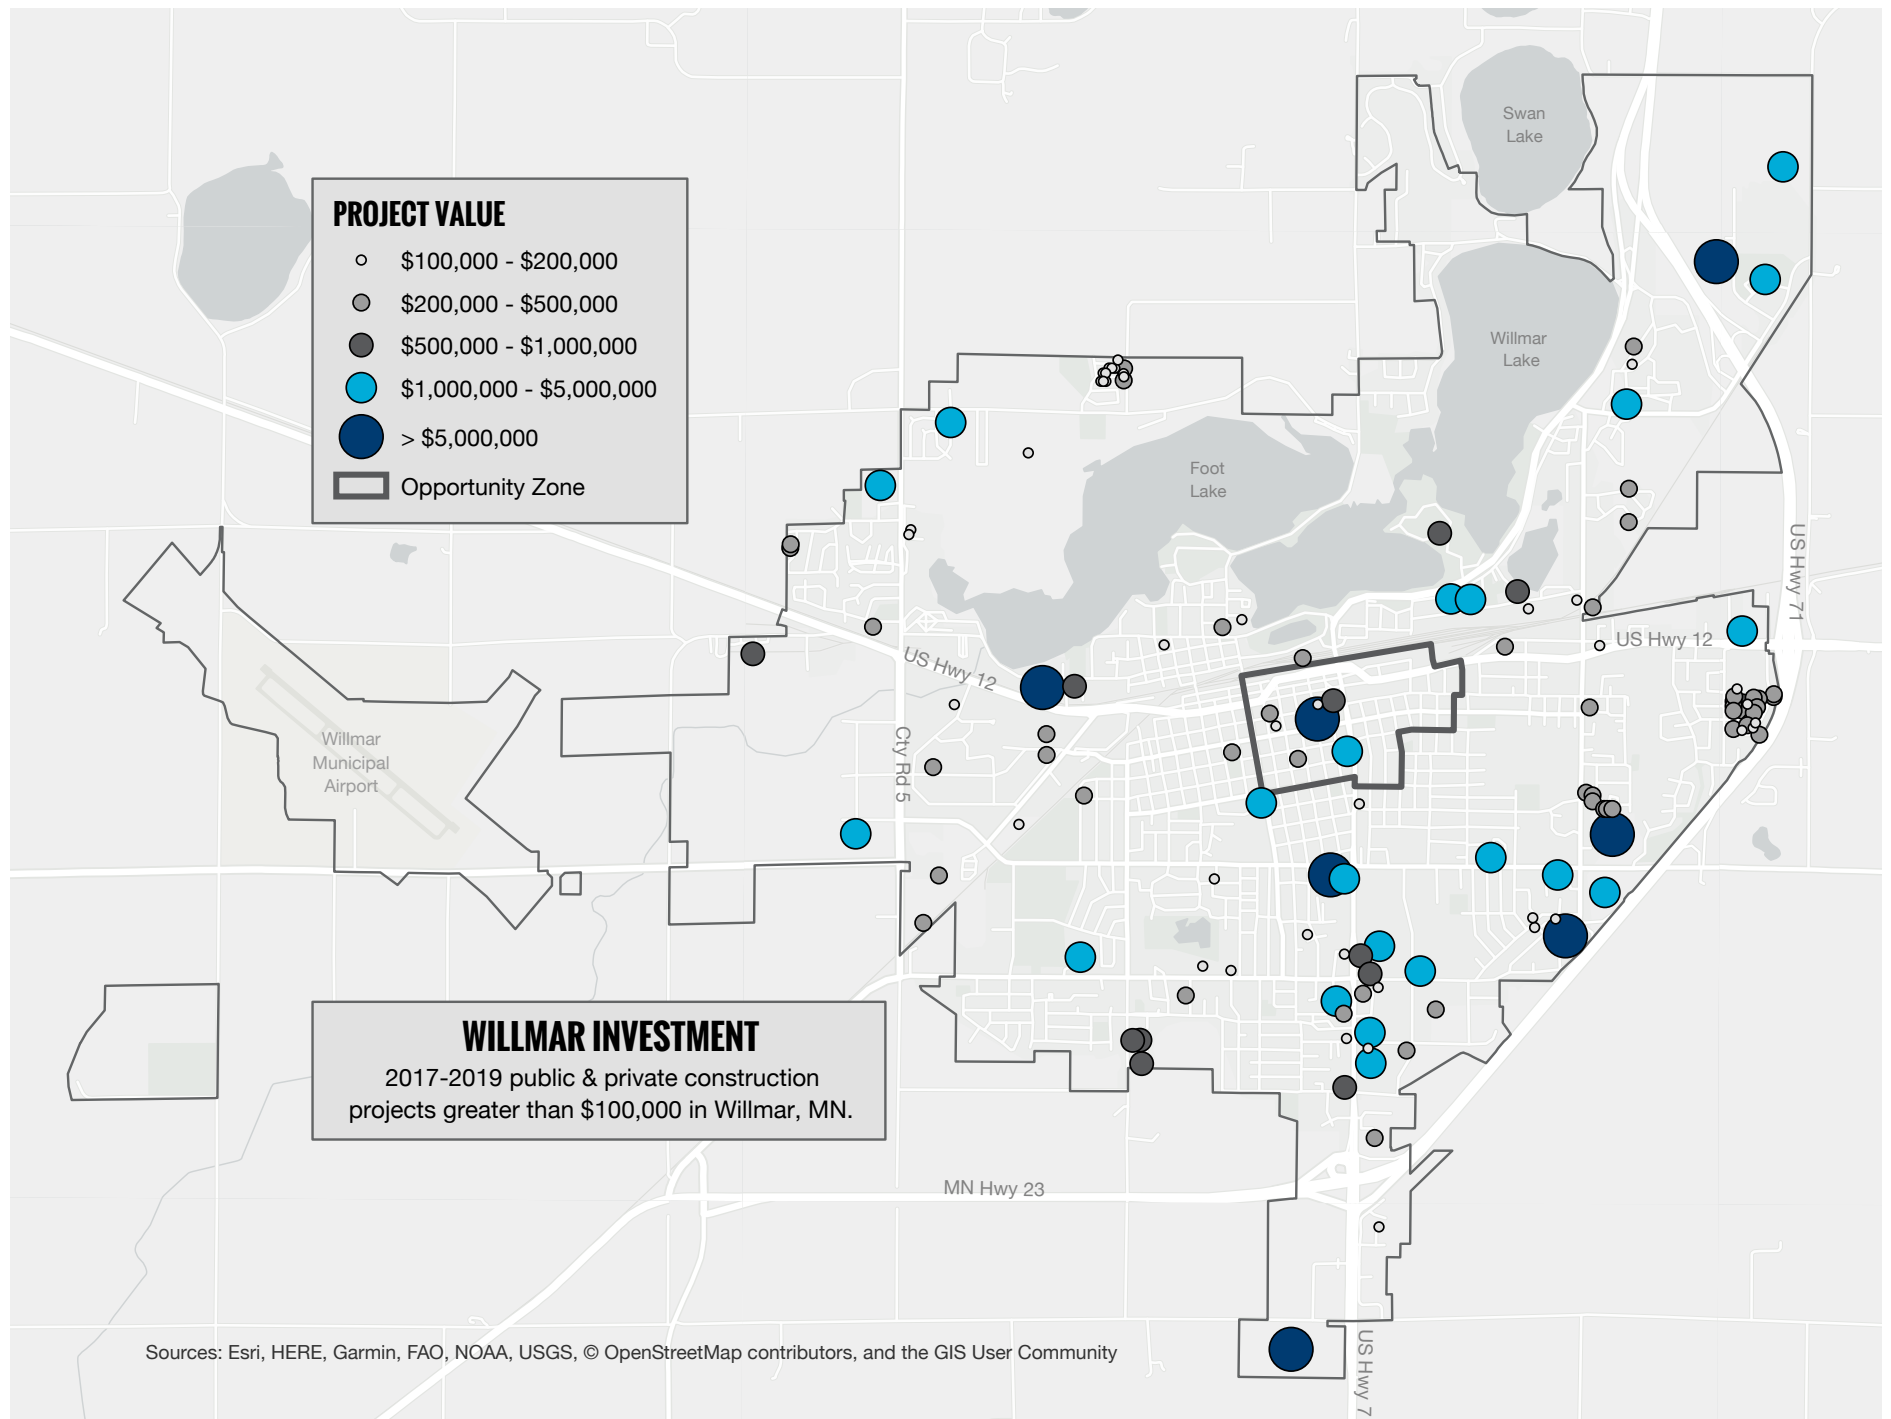 Swan
Lake
PROJECT VALUE
$100,000 - $200,000
$200,000 - $500,000
$500,000 - $1,000,000
$1,000,000 - $5,000,000
> $5,000,000
Opportunity Zone
Willmar
Lake
Foot
Lake
US Hwy 71
US Hwy 12
US Hwy 12
Cty Rd 5
Willmar
Municipal
Airport
WILLMAR INVESTMENT
2017-2019 public & private construction
projects greater than $100,000 in Willmar, MN.
MN Hwy 23
US Hwy 7
Sources: Esri, HERE, Garmin, FAO, NOAA, USGS, © OpenStreetMap contributors, and the GIS User Community